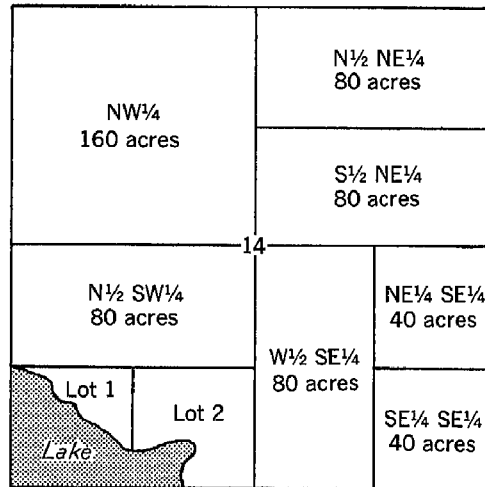 NW¼
160 acres
N½ NE¼
80 acres
S½ NE¼
80 acres
14
N½ SW¼
80 acres
W½ SE¼
80 acres
NE¼ SE¼
40 acres
SE¼ SE¼
40 acres
Lot 1
Lot 2
Lake